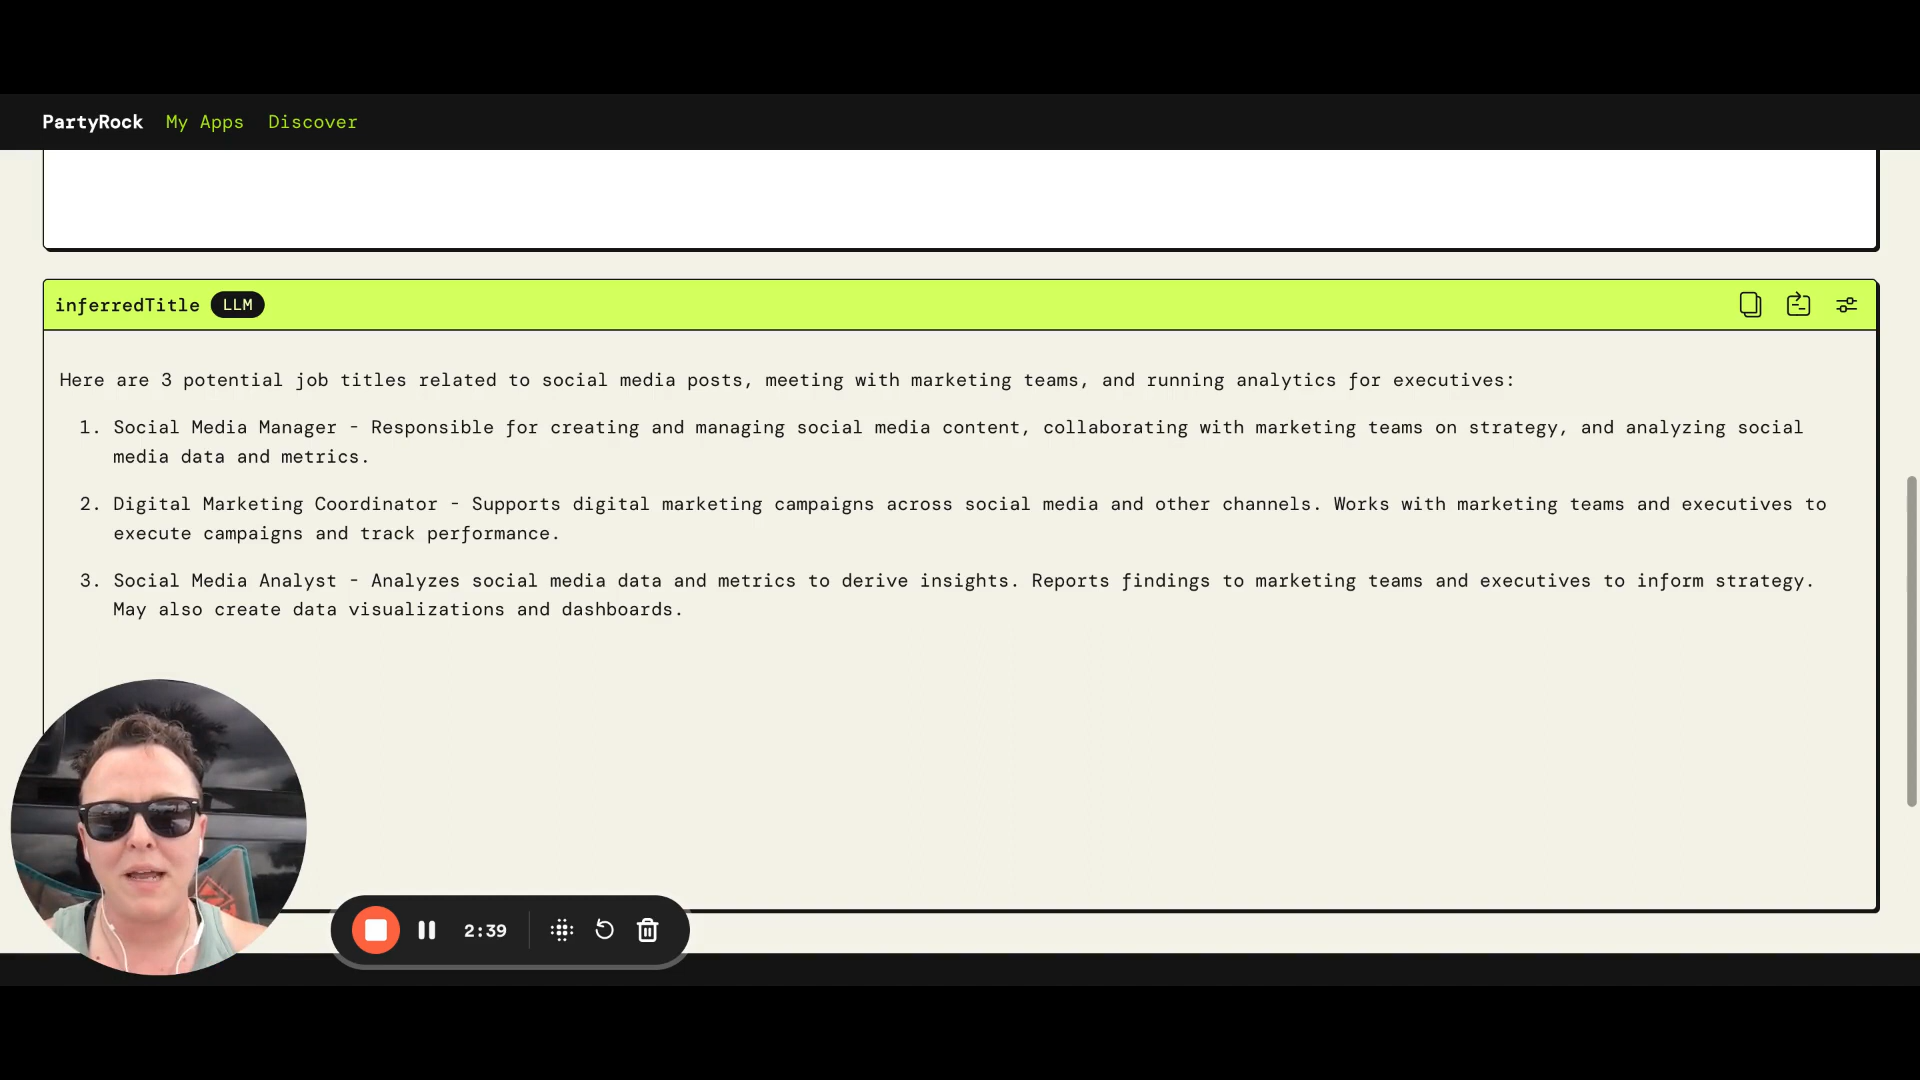 PartyRock My Apps Discover
inferredTitle LLM
Here are 3 potential job titles related to social media posts, meeting with marketing teams, and running analytics for executives:
1. Social Media Manager - Responsible for creating and managing social media content, collaborating with marketing teams on strategy, and analyzing social
media data and metrics.
2. Digital Marketing Coordinator - Supports digital marketing campaigns across social media and other channels. Works with marketing teams and executives to
execute campaigns and track performance.
3. Social Media Analyst - Analyzes social media data and metrics to derive insights. Reports findings to marketing teams and executives to inform strategy.
May also create data visualizations and dashboards.
2:39